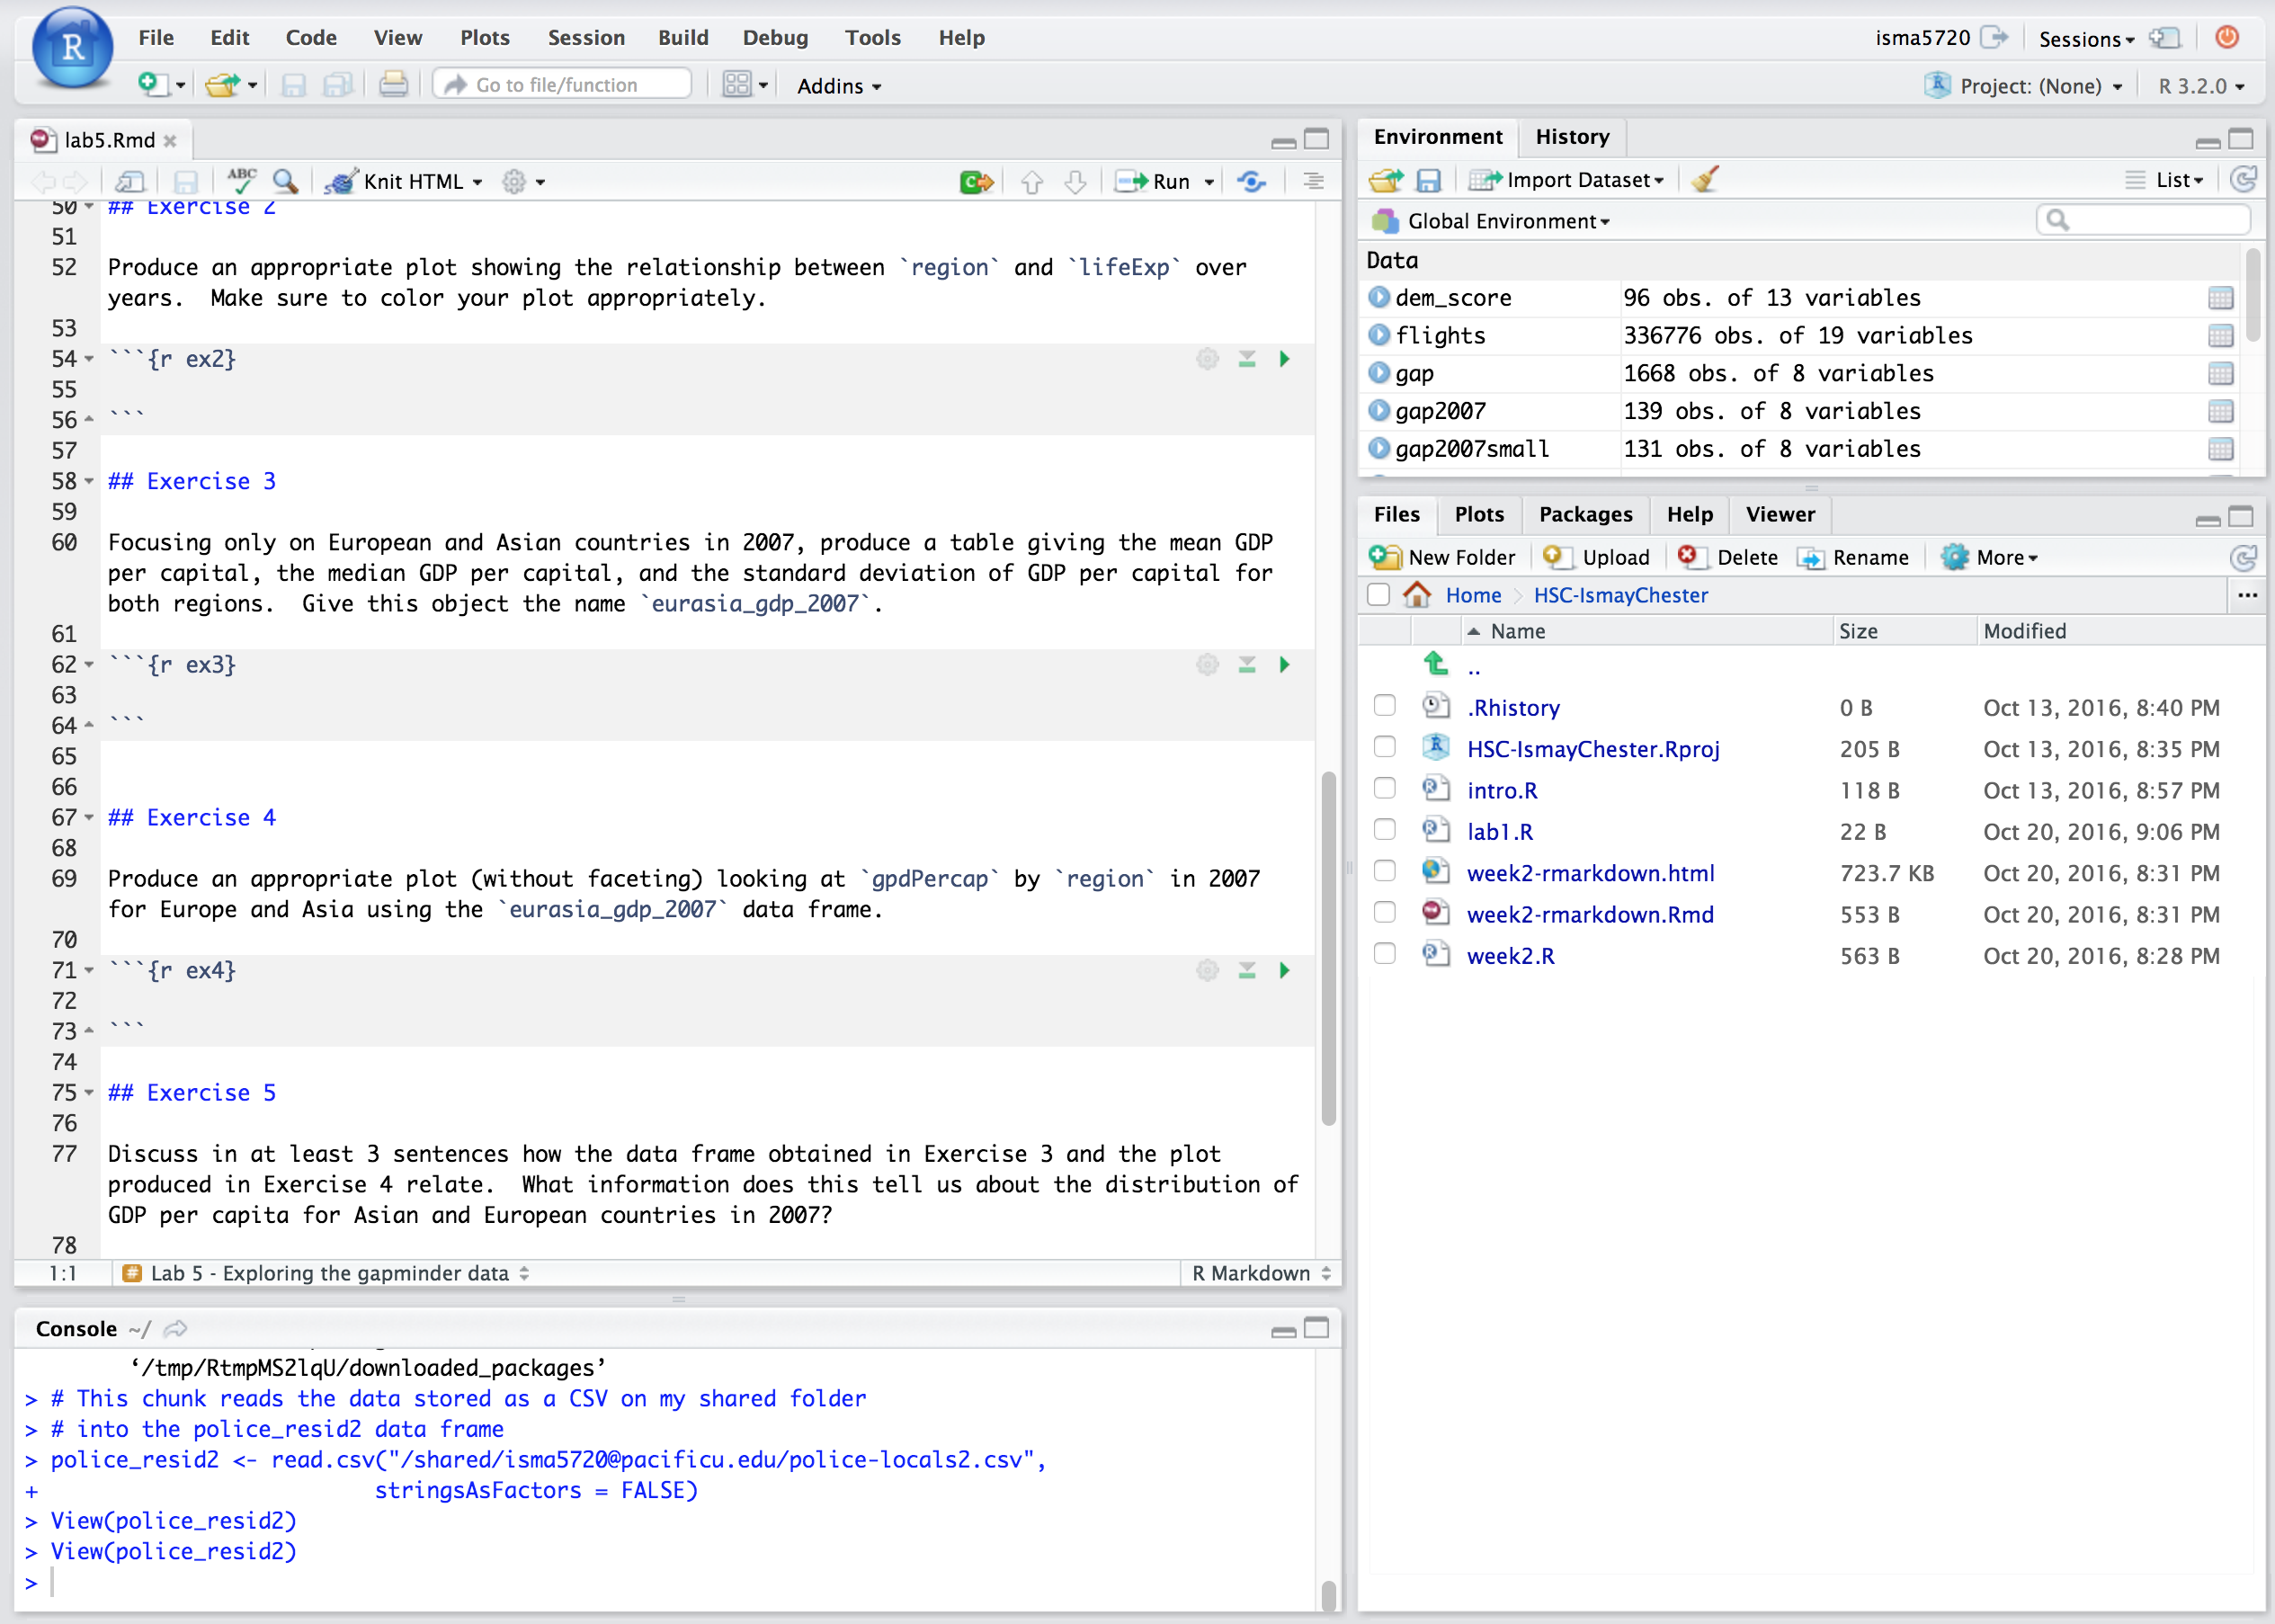 File Edit Code View Plots Session Build Debug Tools Help
isma5720 Sessions
Go to file/function Addins
Project: (None) R 3.2.0
lab5.Rmd
ABC Knit HTML Run
50 ## Exercise 2
51
52 Produce an appropriate plot showing the relationship between `region` and `lifeExp` over
years.  Make sure to color your plot appropriately.
53
54 ```{r ex2}
55
56 ```
57
58 ## Exercise 3
59
60 Focusing only on European and Asian countries in 2007, produce a table giving the mean GDP
per capital, the median GDP per capital, and the standard deviation of GDP per capital for
both regions.  Give this object the name `eurasia_gdp_2007`.
61
62 ```{r ex3}
63
64 ```
65
66
67 ## Exercise 4
68
69 Produce an appropriate plot (without faceting) looking at `gpdPercap` by `region` in 2007
for Europe and Asia using the `eurasia_gdp_2007` data frame.
70
71 ```{r ex4}
72
73 ```
74
75 ## Exercise 5
76
77 Discuss in at least 3 sentences how the data frame obtained in Exercise 3 and the plot
produced in Exercise 4 relate.  What information does this tell us about the distribution of
GDP per capita for Asian and European countries in 2007?
78
1:1 # Lab 5 - Exploring the gapminder data R Markdown
Console ~/
‘/tmp/RtmpMS2lqU/downloaded_packages’
> # This chunk reads the data stored as a CSV on my shared folder
> # into the police_resid2 data frame
> police_resid2 <- read.csv("/shared/isma5720@pacificu.edu/police-locals2.csv",
+                          stringsAsFactors = FALSE)
> View(police_resid2)
> View(police_resid2)
>
Environment History
Import Dataset List
Global Environment
Data
dem_score 96 obs. of 13 variables
flights 336776 obs. of 19 variables
gap 1668 obs. of 8 variables
gap2007 139 obs. of 8 variables
gap2007small 131 obs. of 8 variables
Files Plots Packages Help Viewer
New Folder Upload Delete Rename More
Home HSC-IsmayChester ...
Name Size Modified
..
.Rhistory 0 B Oct 13, 2016, 8:40 PM
HSC-IsmayChester.Rproj 205 B Oct 13, 2016, 8:35 PM
intro.R 118 B Oct 13, 2016, 8:57 PM
lab1.R 22 B Oct 20, 2016, 9:06 PM
week2-rmarkdown.html 723.7 KB Oct 20, 2016, 8:31 PM
week2-rmarkdown.Rmd 553 B Oct 20, 2016, 8:31 PM
week2.R 563 B Oct 20, 2016, 8:28 PM